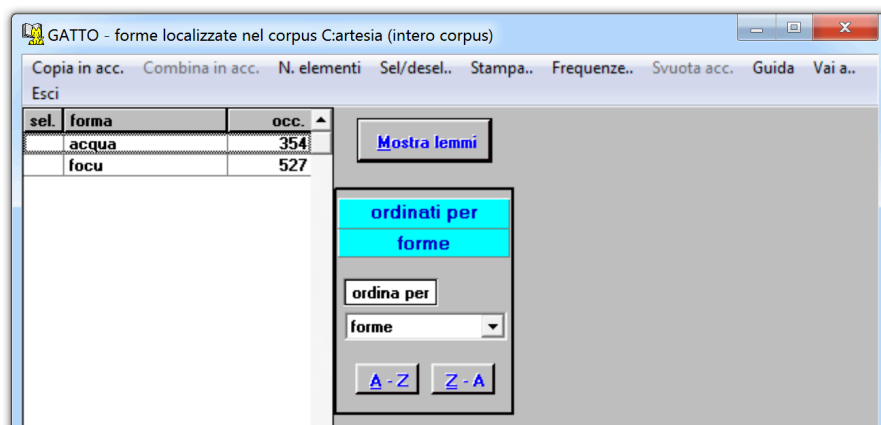 GATTO - forme localizzate nel corpus C:artesia (intero corpus)
Copia in acc. Combina in acc. N. elementi Sel/desel.. Stampa.. Frequenze.. Svuota acc. Guida Vai a..
Esci
sel. forma occ.
acqua 354
focu 527
Mostra lemmi
ordinati per
forme
ordina per
forme
A - Z Z - A